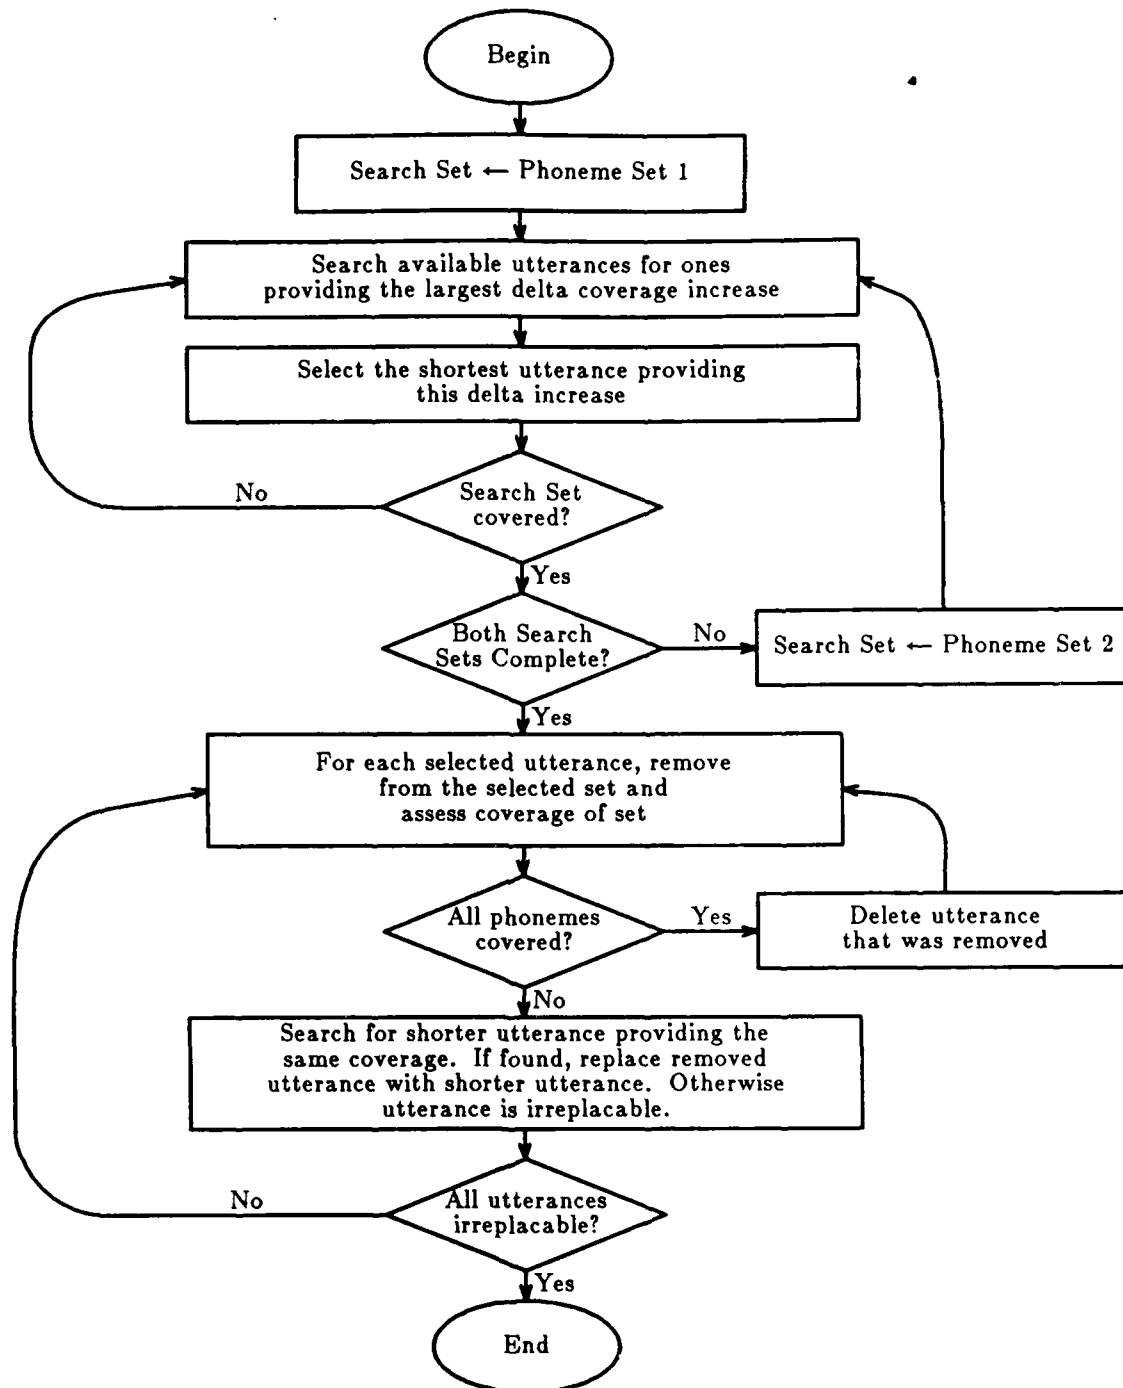 Begin
Search Set ← Phoneme Set 1
Search available utterances for ones
providing the largest delta coverage increase
Select the shortest utterance providing
this delta increase
No
Search Set
covered?
Yes
Both Search
Sets Complete?
No
Search Set ← Phoneme Set 2
Yes
For each selected utterance, remove
from the selected set and
assess coverage of set
All phonemes
covered?
Yes
Delete utterance
that was removed
No
Search for shorter utterance providing the
same coverage. If found, replace removed
utterance with shorter utterance. Otherwise
utterance is irreplacable.
No
All utterances
irreplacable?
Yes
End